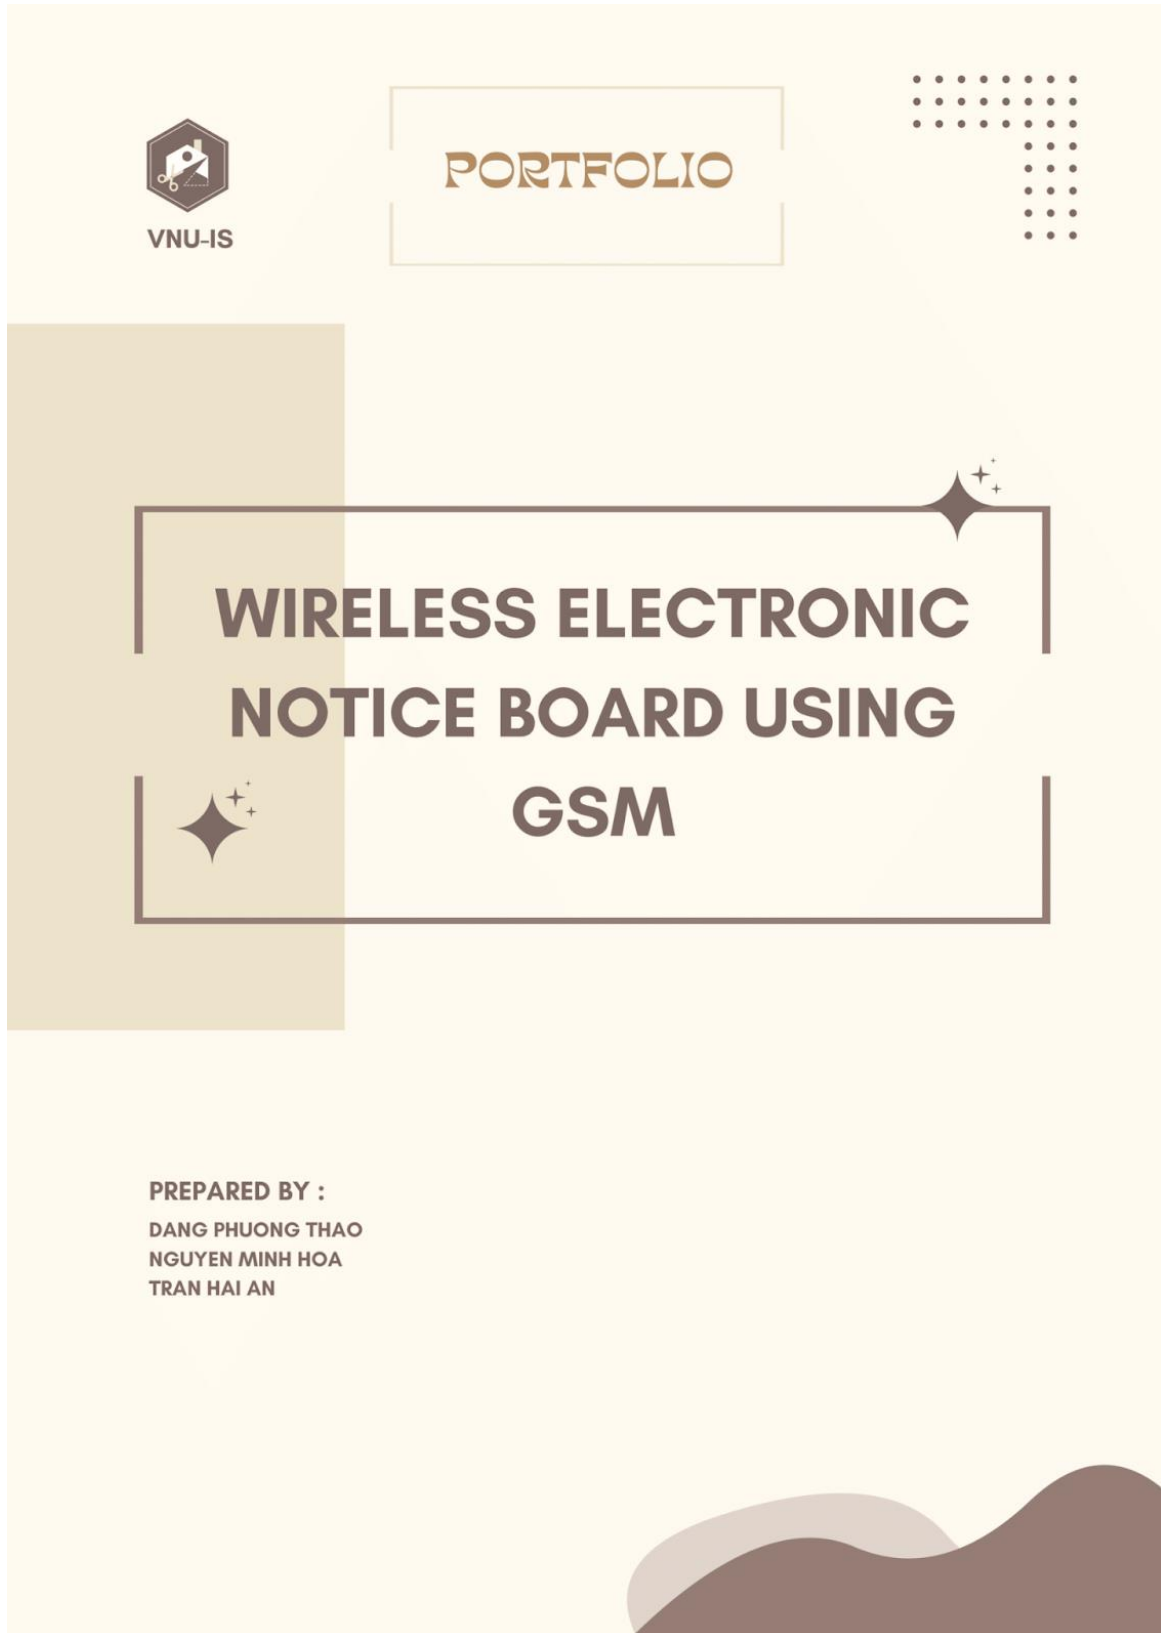 VNU-IS
PORTFOLIO
WIRELESS ELECTRONIC
NOTICE BOARD USING
GSM
PREPARED BY :
DANG PHUONG THAO
NGUYEN MINH HOA
TRAN HAI AN